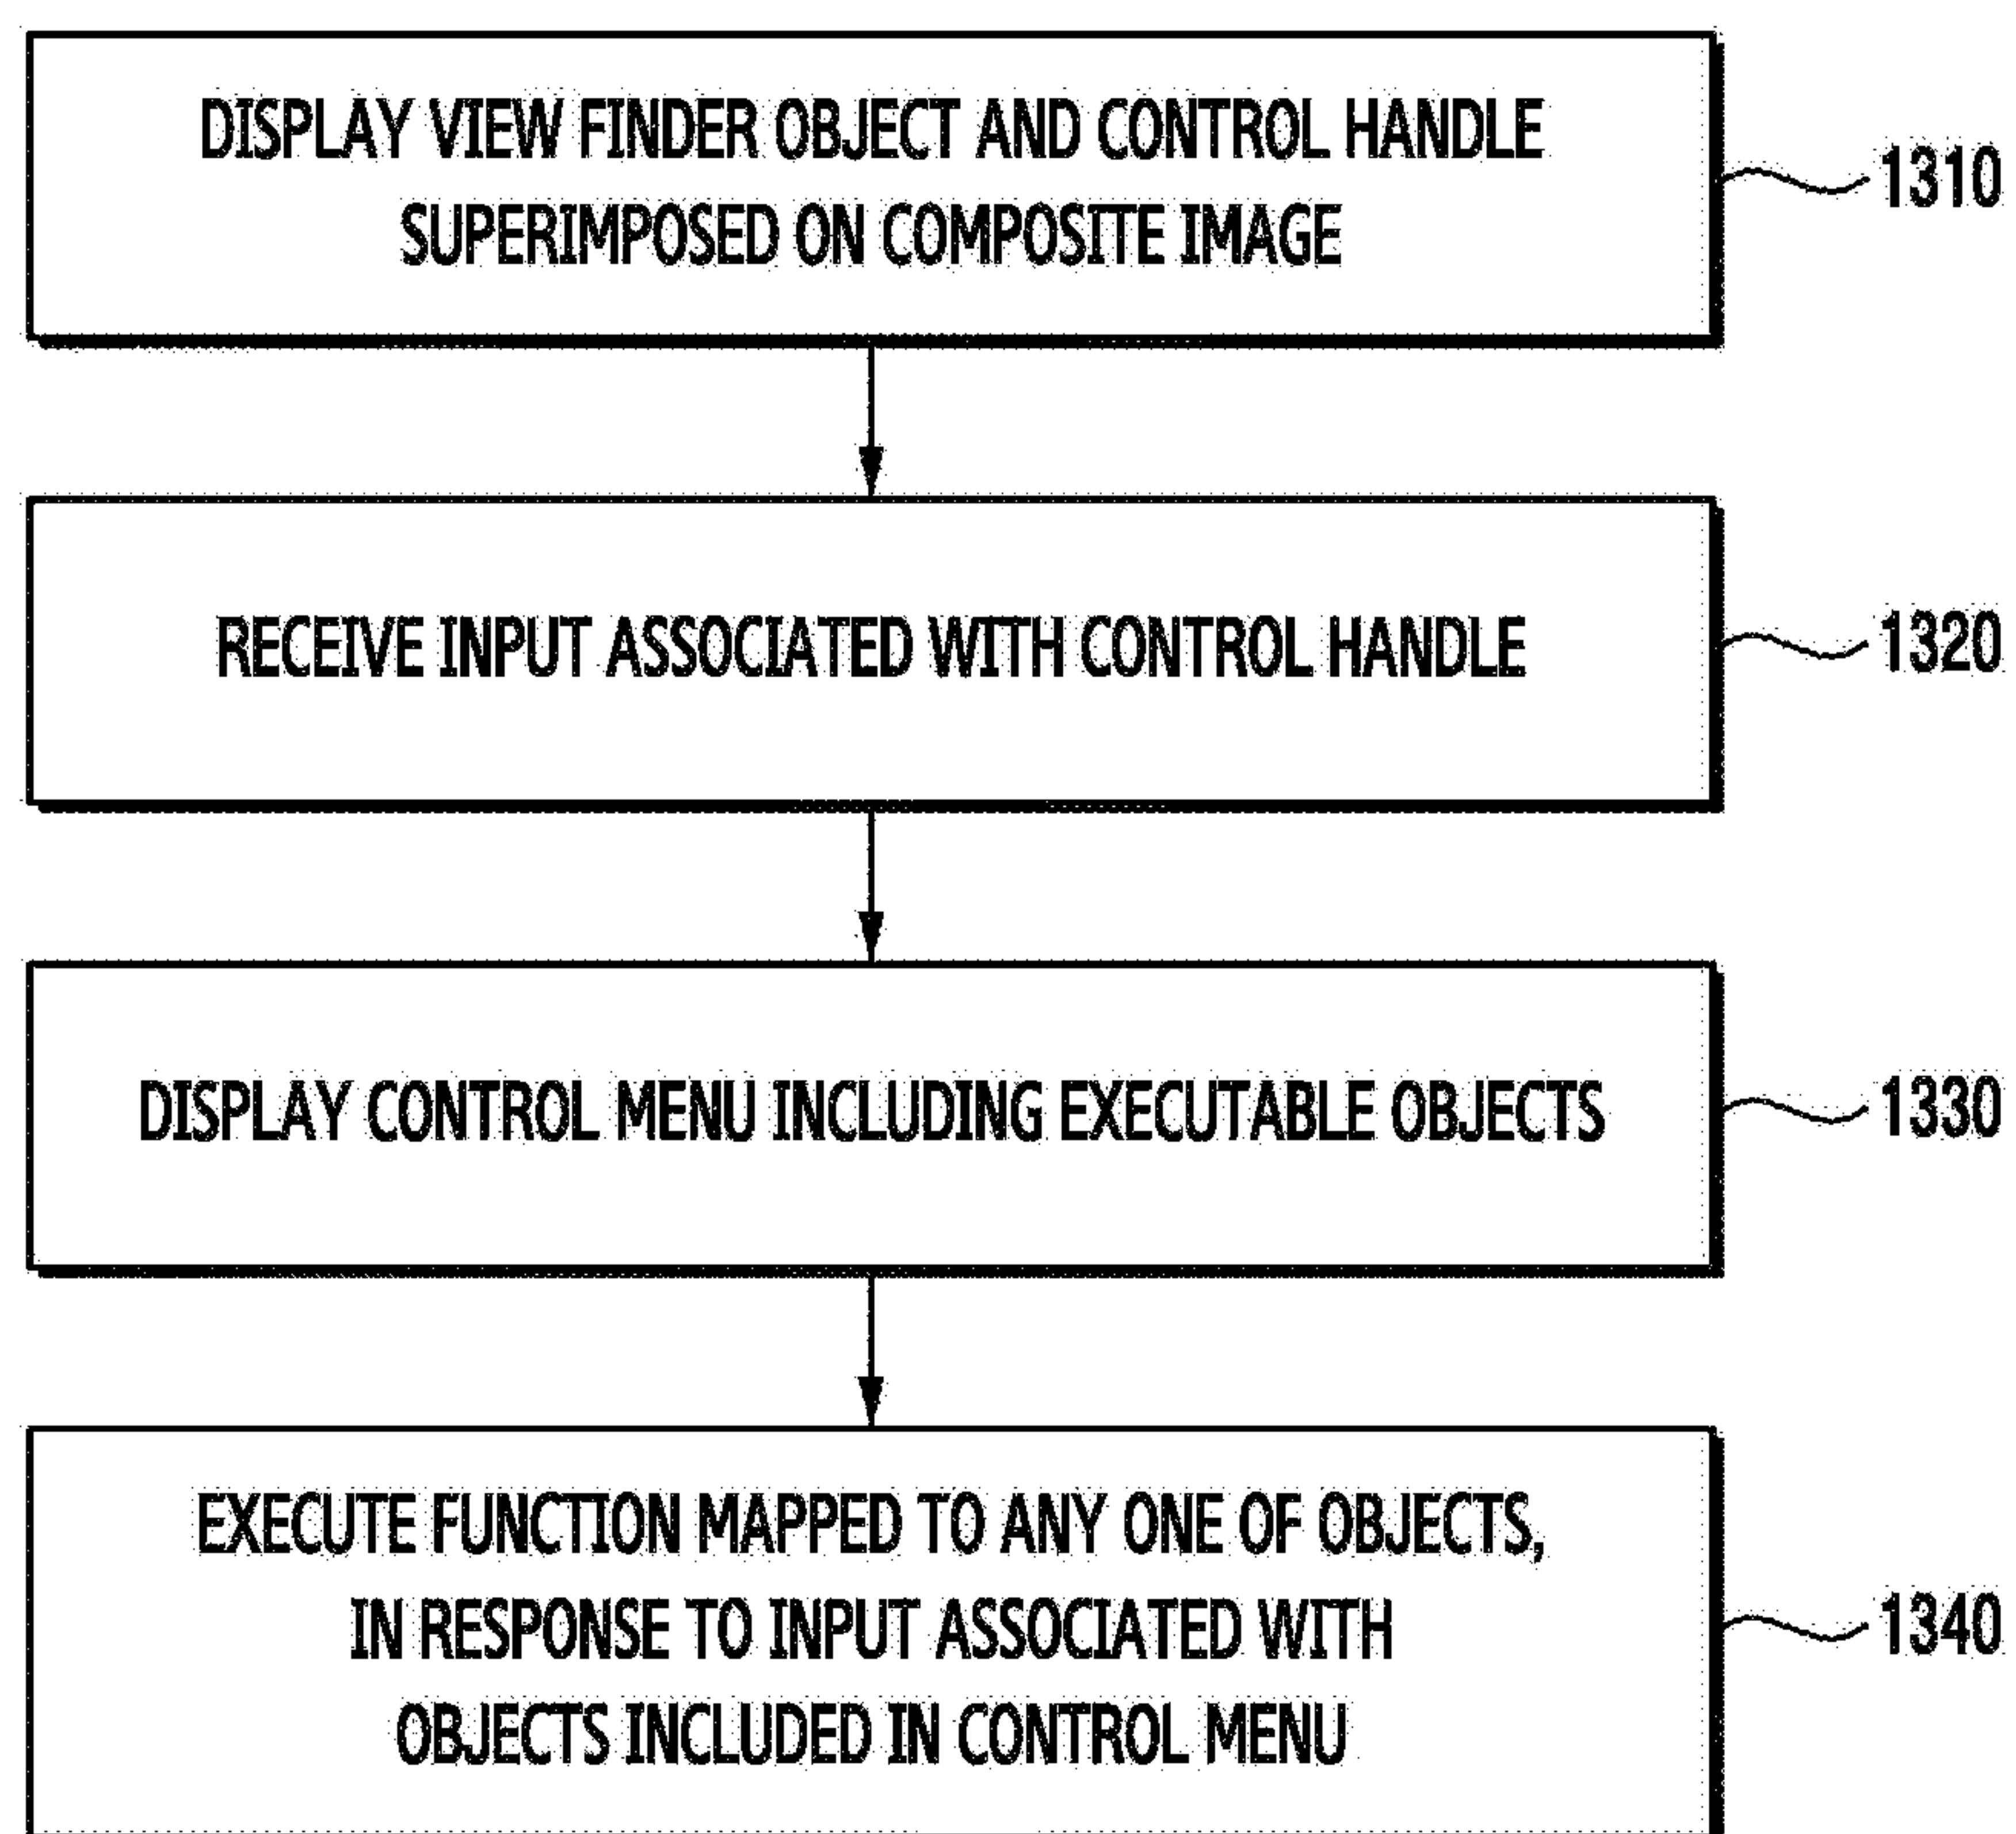 DISPLAY VIEW FINDER OBJECT AND CONTROL HANDLE
SUPERIMPOSED ON COMPOSITE IMAGE
1310
RECEIVE INPUT ASSOCIATED WITH CONTROL HANDLE
1320
DISPLAY CONTROL MENU INCLUDING EXECUTABLE OBJECTS
1330
EXECUTE FUNCTION MAPPED TO ANY ONE OF OBJECTS,
IN RESPONSE TO INPUT ASSOCIATED WITH
OBJECTS INCLUDED IN CONTROL MENU
1340